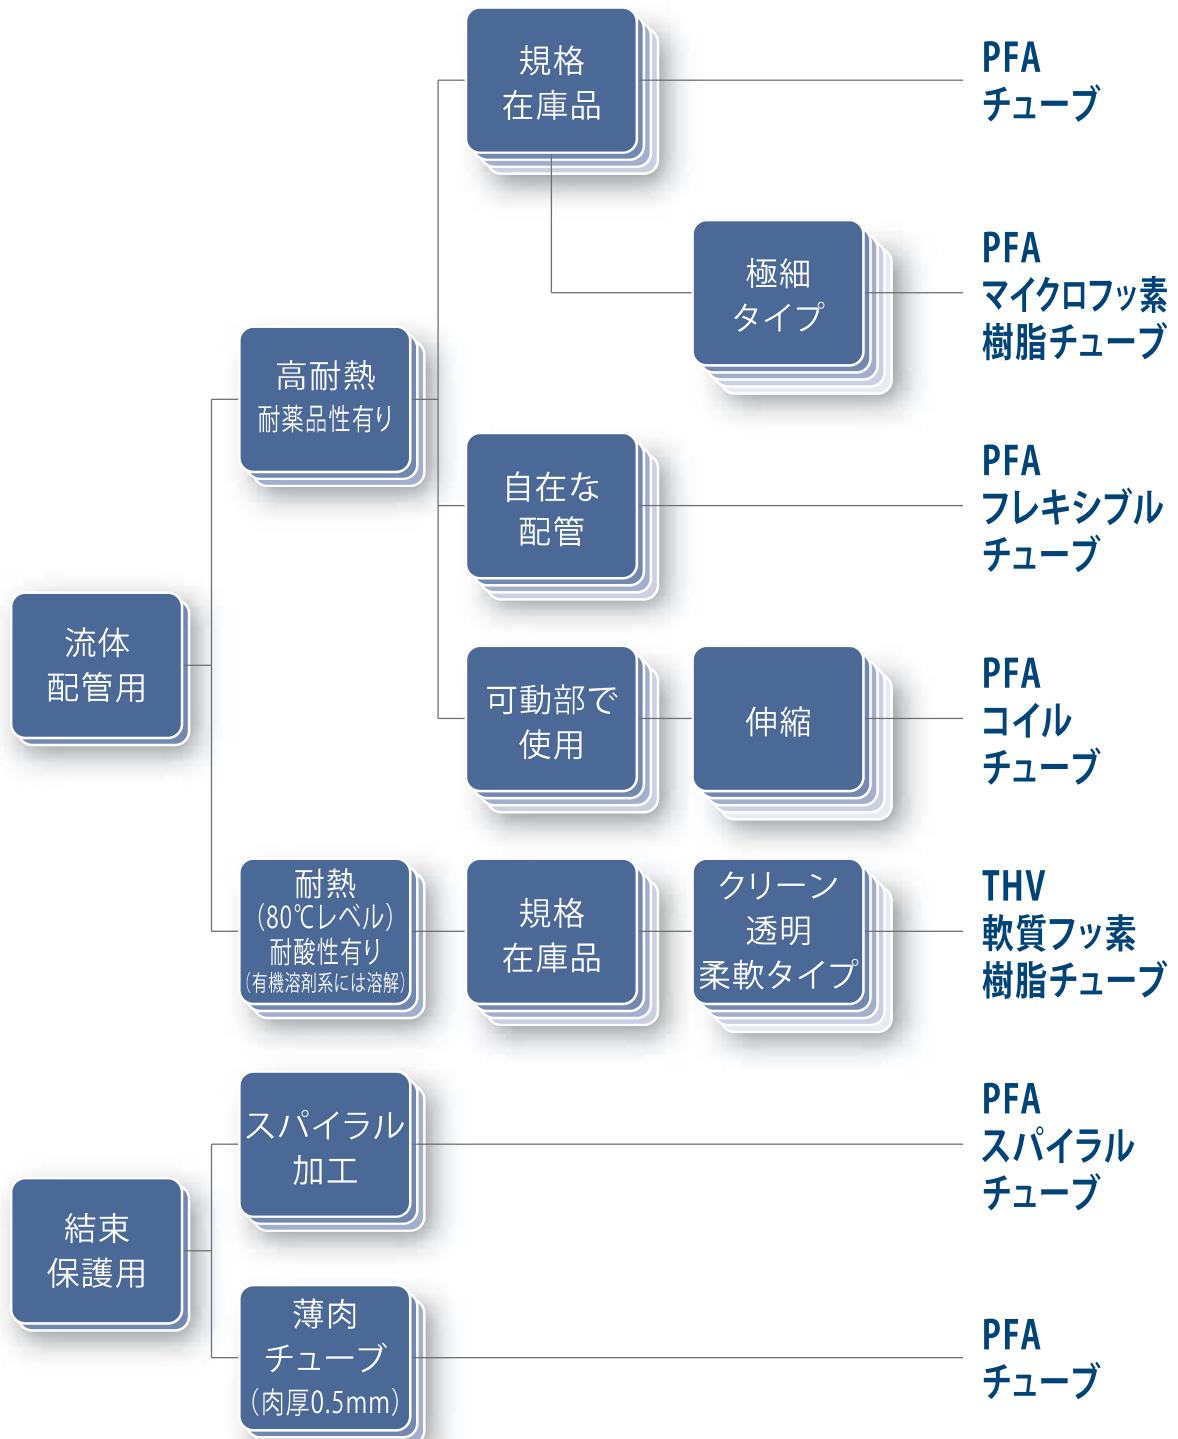 規格
在庫品
PFA
チューブ
極細
タイプ
PFA
マイクロフッ素
樹脂チューブ
高耐熱
耐薬品性有り
自在な
配管
PFA
フレキシブル
チューブ
流体
配管用
可動部で
使用
伸縮
PFA
コイル
チューブ
耐熱
（80℃レベル）
耐酸性有り
（有機溶剤系には溶解）
規格
在庫品
クリーン
透明
柔軟タイプ
THV
軟質フッ素
樹脂チューブ
スパイラル
加工
PFA
スパイラル
チューブ
結束
保護用
薄肉
チューブ
（肉厚0.5mm）
PFA
チューブ